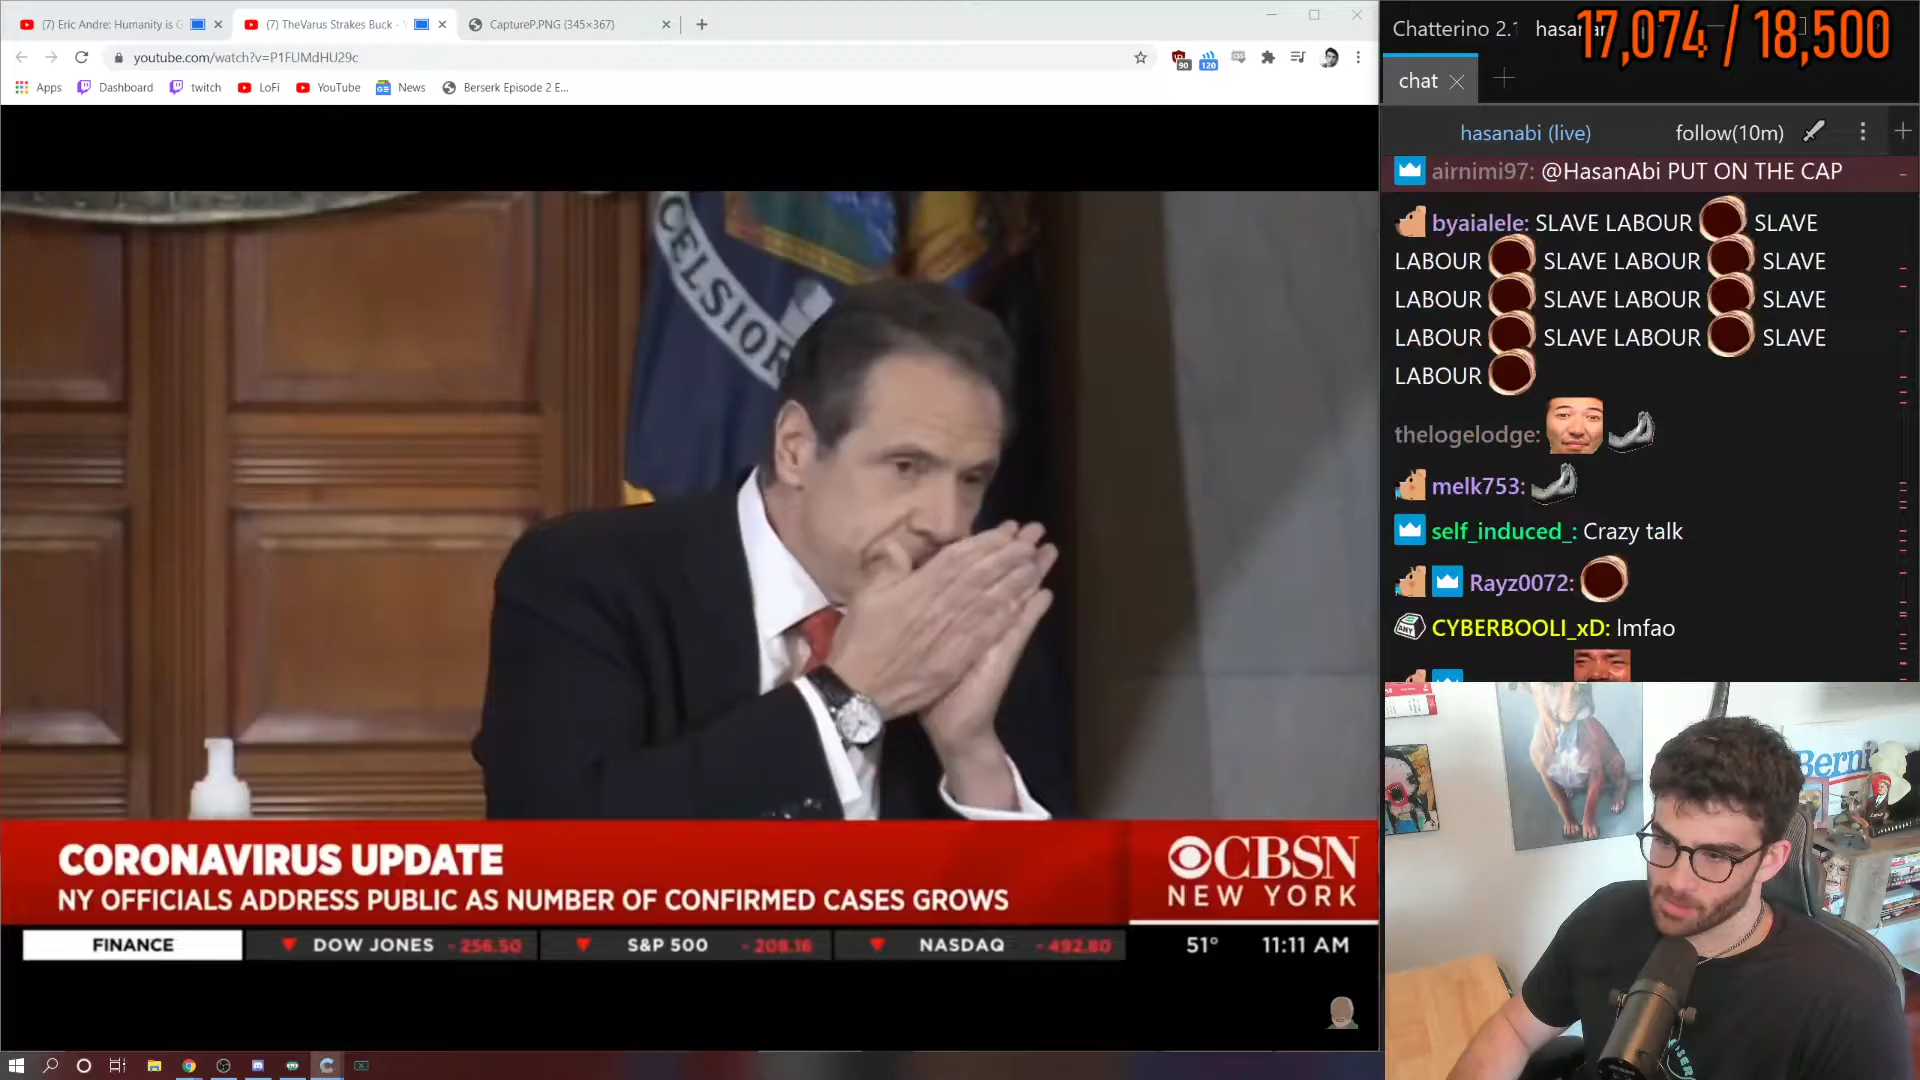 (7) Eric Andre: Humanity is G
(7) TheVarus Strakes Buck -
CaptureP.PNG (345×367)
youtube.com/watch?v=P1FUMdHU29c
90
120
Apps
Dashboard
twitch
LoFi
YouTube
News
Berserk Episode 2 E...
CELSIOR
CORONAVIRUS UPDATE
NY OFFICIALS ADDRESS PUBLIC AS NUMBER OF CONFIRMED CASES GROWS
CBSN
NEW YORK
FINANCE
DOW JONES - 256.50
S&P 500 - 208.16
NASDAQ - 492.80
51° 11:11 AM
Chatterino 2.1
17,074 / 18,500
chat
hasanabi (live)
follow(10m)
airnimi97: @HasanAbi PUT ON THE CAP
byaialele: SLAVE LABOUR SLAVE
LABOUR SLAVE LABOUR SLAVE
LABOUR SLAVE LABOUR SLAVE
LABOUR SLAVE LABOUR SLAVE
LABOUR
thelogelodge:
melk753:
self_induced_: Crazy talk
Rayz0072:
ANY
CYBERBOOLI_xD: lmfao
Berni